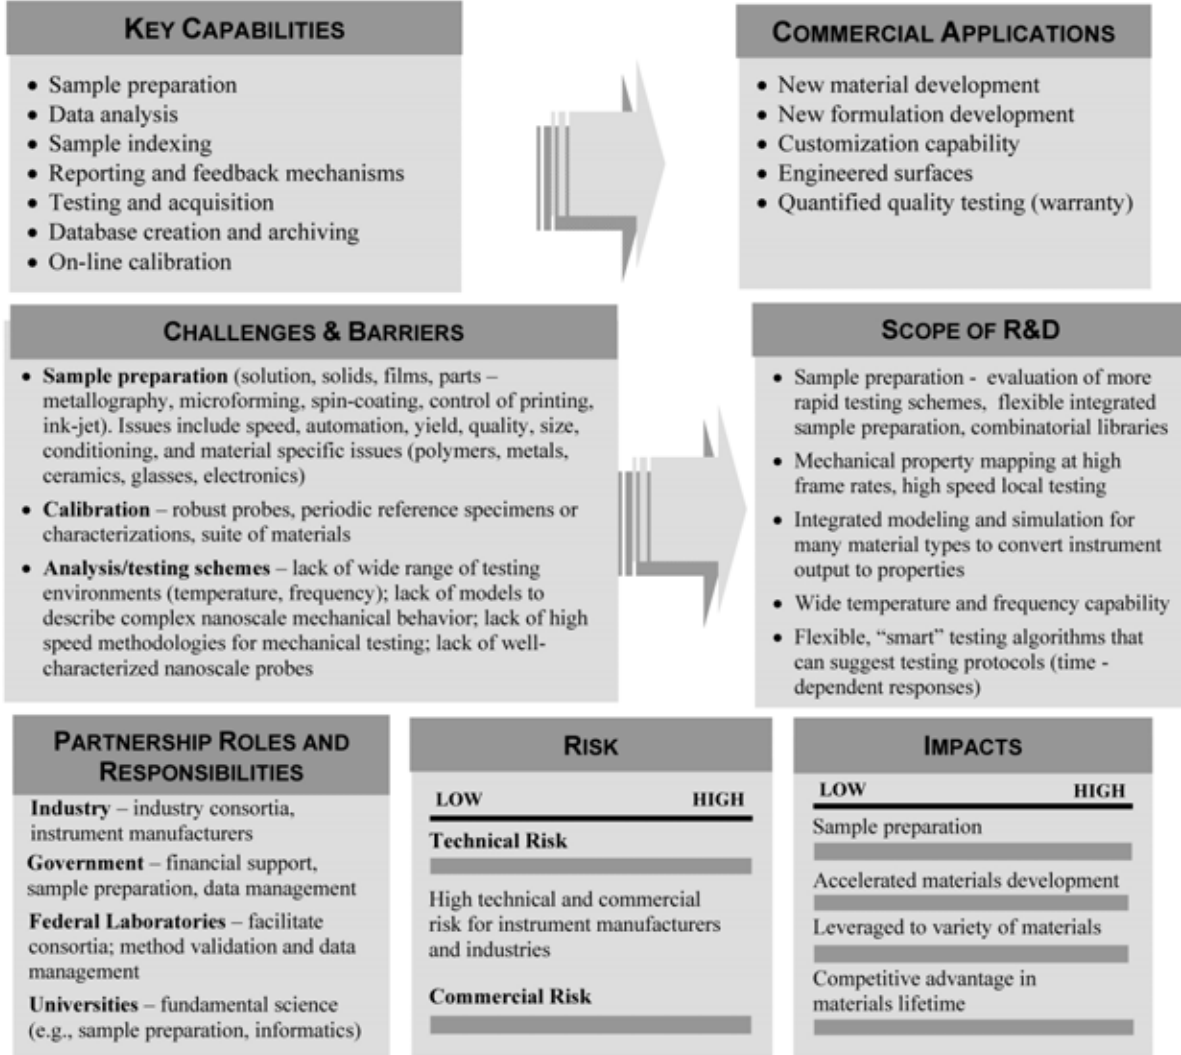 KEY CAPABILITIES
• Sample preparation
• Data analysis
• Sample indexing
• Reporting and feedback mechanisms
• Testing and acquisition
• Database creation and archiving
• On-line calibration
COMMERCIAL APPLICATIONS
• New material development
• New formulation development
• Customization capability
• Engineered surfaces
• Quantified quality testing (warranty)
CHALLENGES & BARRIERS
• Sample preparation (solution, solids, films, parts –
metallography, microforming, spin-coating, control of printing,
ink-jet). Issues include speed, automation, yield, quality, size,
conditioning, and material specific issues (polymers, metals,
ceramics, glasses, electronics)
• Calibration – robust probes, periodic reference specimens or
characterizations, suite of materials
• Analysis/testing schemes – lack of wide range of testing
environments (temperature, frequency); lack of models to
describe complex nanoscale mechanical behavior; lack of high
speed methodologies for mechanical testing; lack of well-
characterized nanoscale probes
SCOPE OF R&D
• Sample preparation - evaluation of more
rapid testing schemes, flexible integrated
sample preparation, combinatorial libraries
• Mechanical property mapping at high
frame rates, high speed local testing
• Integrated modeling and simulation for
many material types to convert instrument
output to properties
• Wide temperature and frequency capability
• Flexible, “smart” testing algorithms that
can suggest testing protocols (time -
dependent responses)
PARTNERSHIP ROLES AND
RESPONSIBILITIES
Industry – industry consortia,
instrument manufacturers
Government – financial support,
sample preparation, data management
Federal Laboratories – facilitate
consortia; method validation and data
management
Universities – fundamental science
(e.g., sample preparation, informatics)
RISK
LOW HIGH
Technical Risk
High technical and commercial
risk for instrument manufacturers
and industries
Commercial Risk
IMPACTS
LOW HIGH
Sample preparation
Accelerated materials development
Leveraged to variety of materials
Competitive advantage in
materials lifetime